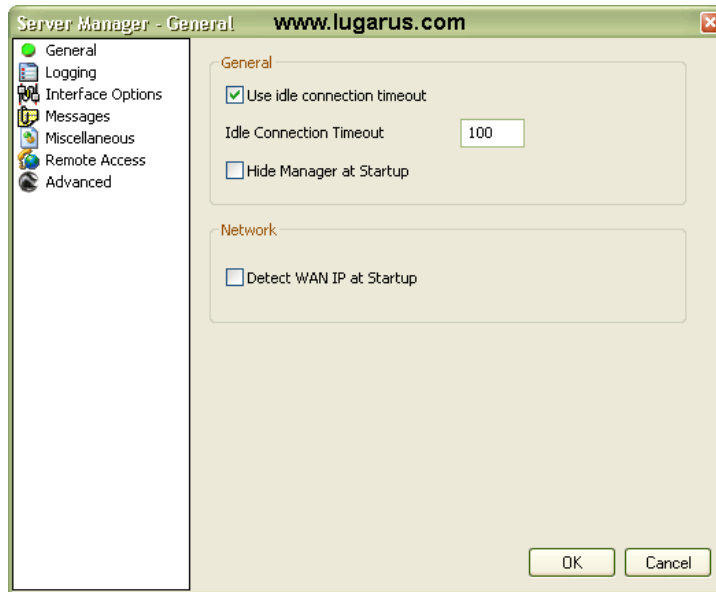 Server Manager - General www.lugarus.com
General
Logging
Interface Options
Messages
Miscellaneous
Remote Access
Advanced
General
Use idle connection timeout
Idle Connection Timeout 100
Hide Manager at Startup
Network
Detect WAN IP at Startup
OK Cancel